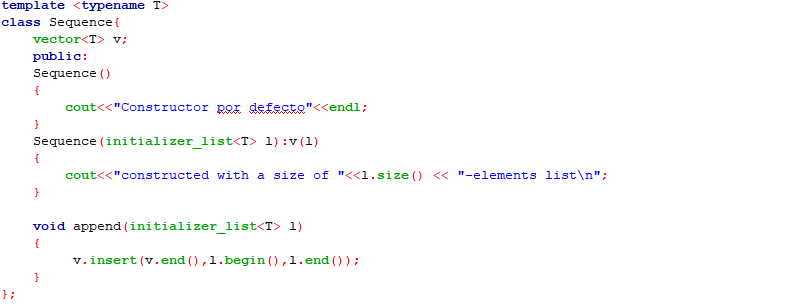 template <typename T>
class Sequence{
    vector<T> v;
    public:
    Sequence()
    {
        cout<<"Constructor por defecto"<<endl;
    }
    Sequence(initializer_list<T> l):v(l)
    {
        cout<<"constructed with a size of "<<l.size() << "-elements list\n";
    }

    void append(initializer_list<T> l)
    {
         v.insert(v.end(),l.begin(),l.end());
    }
};